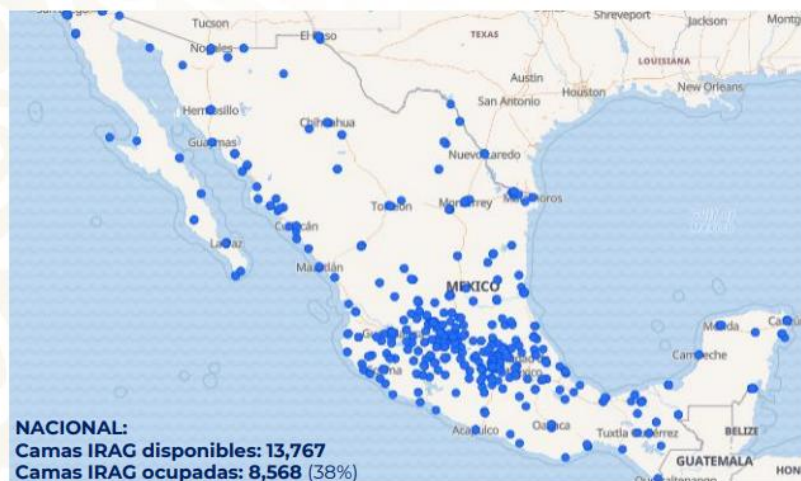 Tucson
Shreveport
Jackson
Nogales
El Paso
TEXAS
LOUISIANA
Austin
Houston
New Orleans
San Antonio
Hermosillo
Chihuahua
Guaymas
Nuevo Laredo
Torreón
Monterrey
Matamoros
Culiacán
La Paz
Mazatlán
MEXICO
Mérida
Campeche
Colima
Acapulco
Oaxaca
Tuxtla Gutiérrez
BELIZE
GUATEMALA
HON
NACIONAL:
Camas IRAG disponibles: 13,767
Camas IRAG ocupadas: 8,568 (38%)